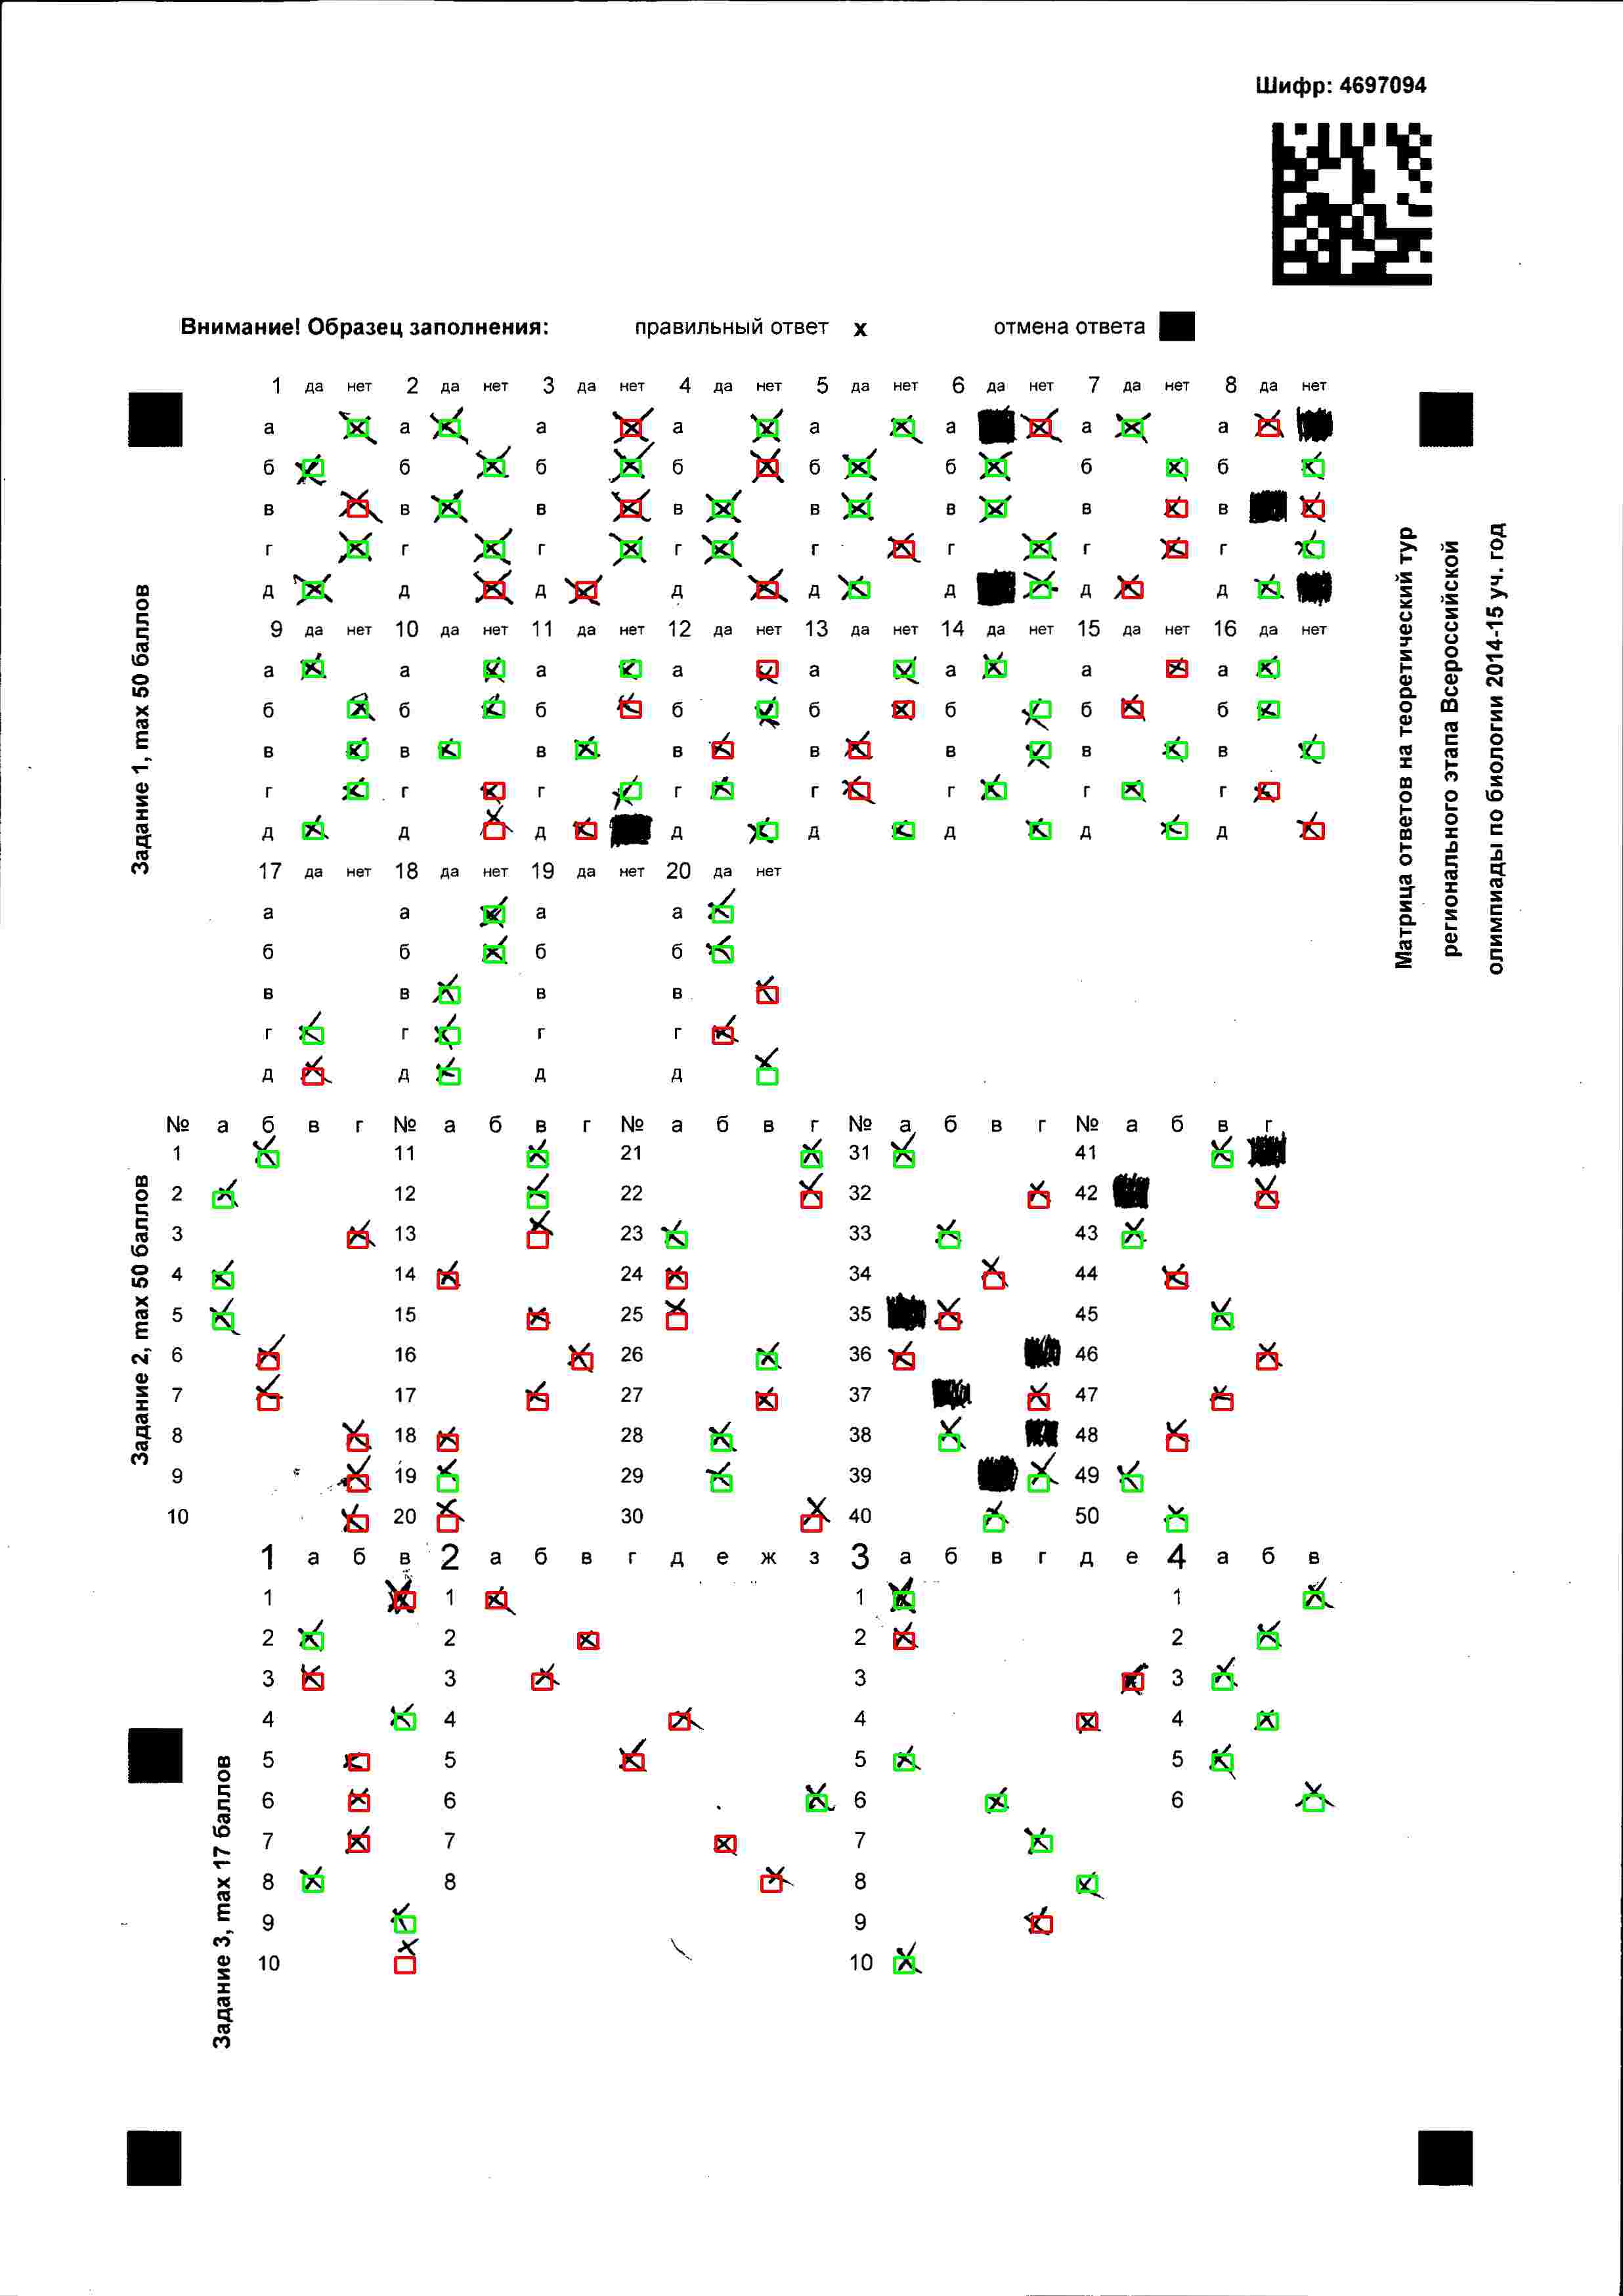 Шифр: 4697094
Внимание! Образец заполнения: правильный ответ x отмена ответа
1 да нет 2 да нет 3 да нет 4 да нет 5 да нет 6 да нет 7 да нет 8 да нет
а а а а а а а а
б б б б б б б б
в в в в в в в в
г г г г г г г г
д д д д д д д д
9 да нет 10 да нет 11 да нет 12 да нет 13 да нет 14 да нет 15 да нет 16 да нет
а а а а а а а а
б б б б б б б б
в в в в в в в в
г г г г г г г г
д д д д д д д д
17 да нет 18 да нет 19 да нет 20 да нет
а а а а
б б б б
в в в в
г г г г
д д д д
Задание 1, max 50 баллов
Матрица ответов на теоретический тур
регионального этапа Всероссийской
олимпиады по биологии 2014-15 уч. год
№ а б в г № а б в г № а б в г № а б в г № а б в г
1 11 21 31 41
2 12 22 32 42
3 13 23 33 43
4 14 24 34 44
5 15 25 35 45
6 16 26 36 46
7 17 27 37 47
8 18 28 38 48
9 19 29 39 49
10 20 30 40 50
Задание 2, max 50 баллов
1 а б в 2 а б в г д е ж з 3 а б в г д е 4 а б в
1 1 1 1
2 2 2 2
3 3 3 3
4 4 4 4
5 5 5 5
6 6 6 6
7 7 7
8 8 8
9 9
10 10
Задание 3, max 17 баллов